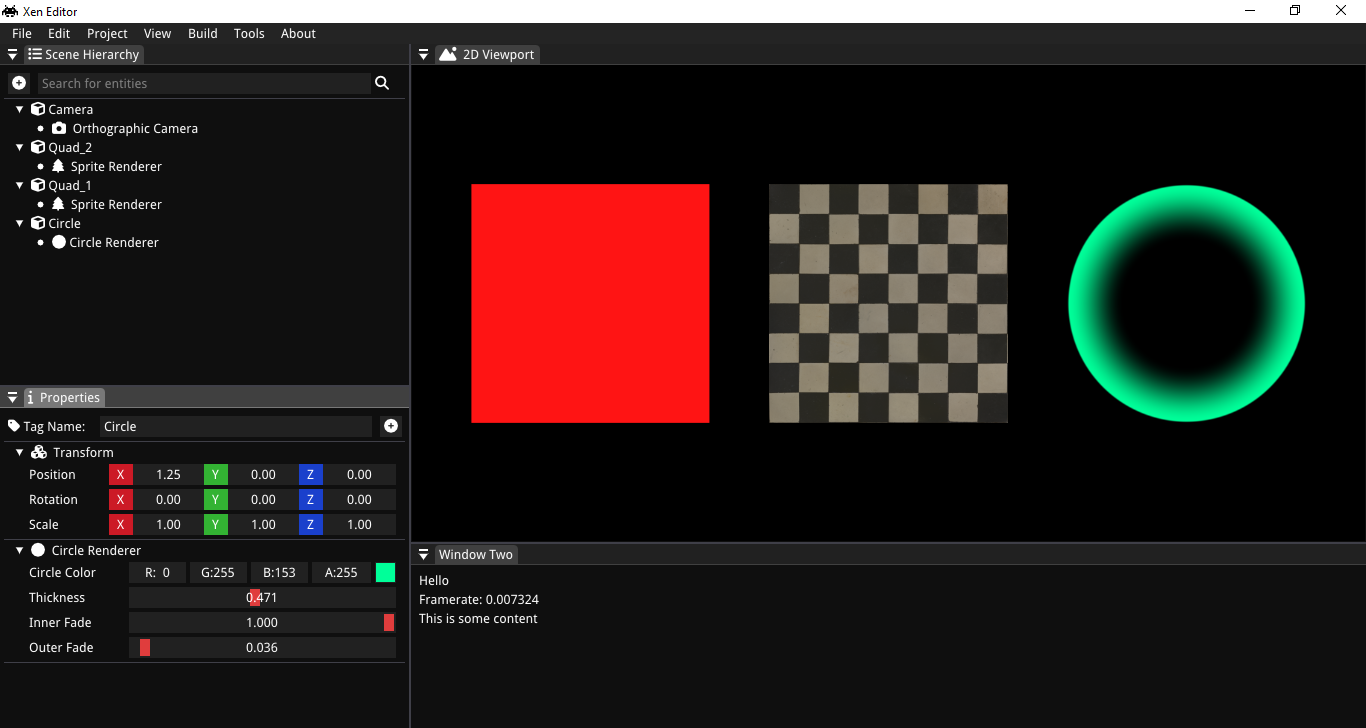 Xen Editor
File Edit Project View Build Tools About
Scene Hierarchy
Search for entities
Camera
Orthographic Camera
Quad_2
Sprite Renderer
Quad_1
Sprite Renderer
Circle
Circle Renderer
Properties
Tag Name: Circle
Transform
Position X 1.25 Y 0.00 Z 0.00
Rotation X 0.00 Y 0.00 Z 0.00
Scale X 1.00 Y 1.00 Z 1.00
Circle Renderer
Circle Color R: 0 G:255 B:153 A:255
Thickness 0.471
Inner Fade 1.000
Outer Fade 0.036
2D Viewport
Window Two
Hello
Framerate: 0.007324
This is some content